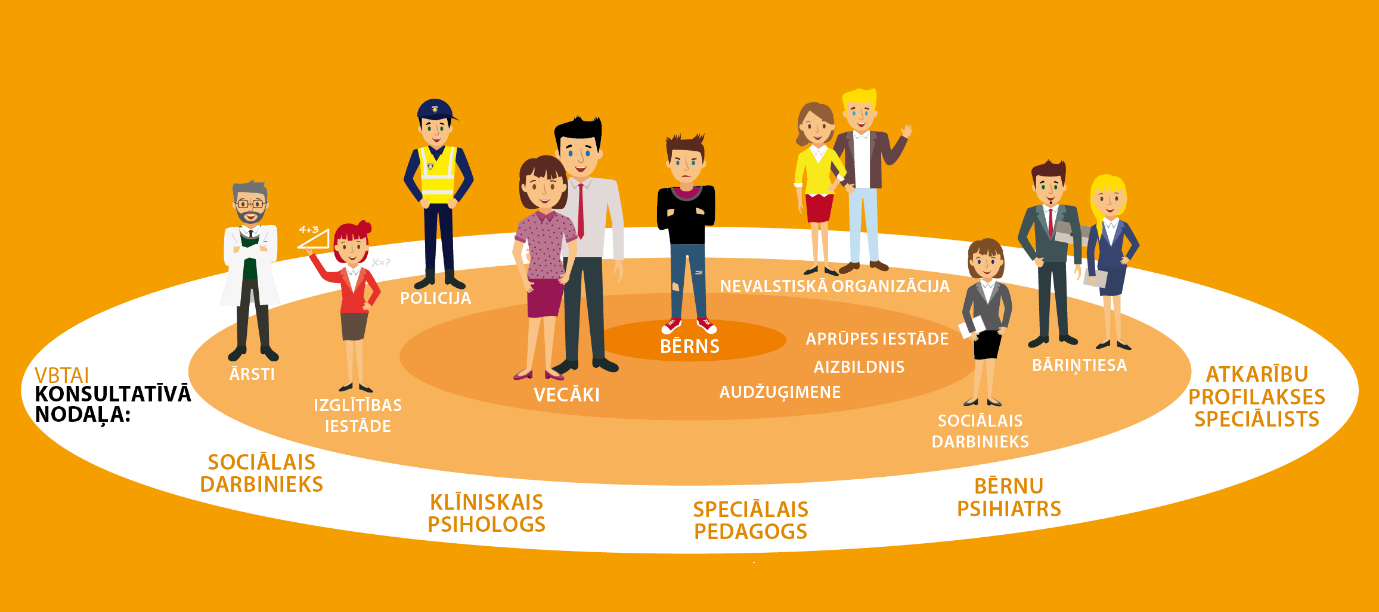 4+3
X=?
POLICIJA
NEVALSTISKĀ ORGANIZĀCIJA
BĒRNS
APRŪPES IESTĀDE
AIZBILDNIS
AUDŽUĢIMENE
VECĀKI
ĀRSTI
IZGLĪTĪBAS
IESTĀDE
BĀRIŅTIESA
SOCIĀLAIS
DARBINIEKS
VBTAI
KONSULTATĪVĀ
NODAĻA:
SOCIĀLAIS
DARBINIEKS
KLĪNISKAIS
PSIHOLOGS
SPECIĀLAIS
PEDAGOGS
BĒRNU
PSIHIATRS
ATKARĪBU
PROFILAKSES
SPECIĀLISTS